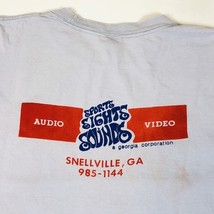 AUDIO
SPORTS
SIGHTS
SOUNDS
VIDEO
a georgia corporation
SNELLVILLE, GA
985-1144